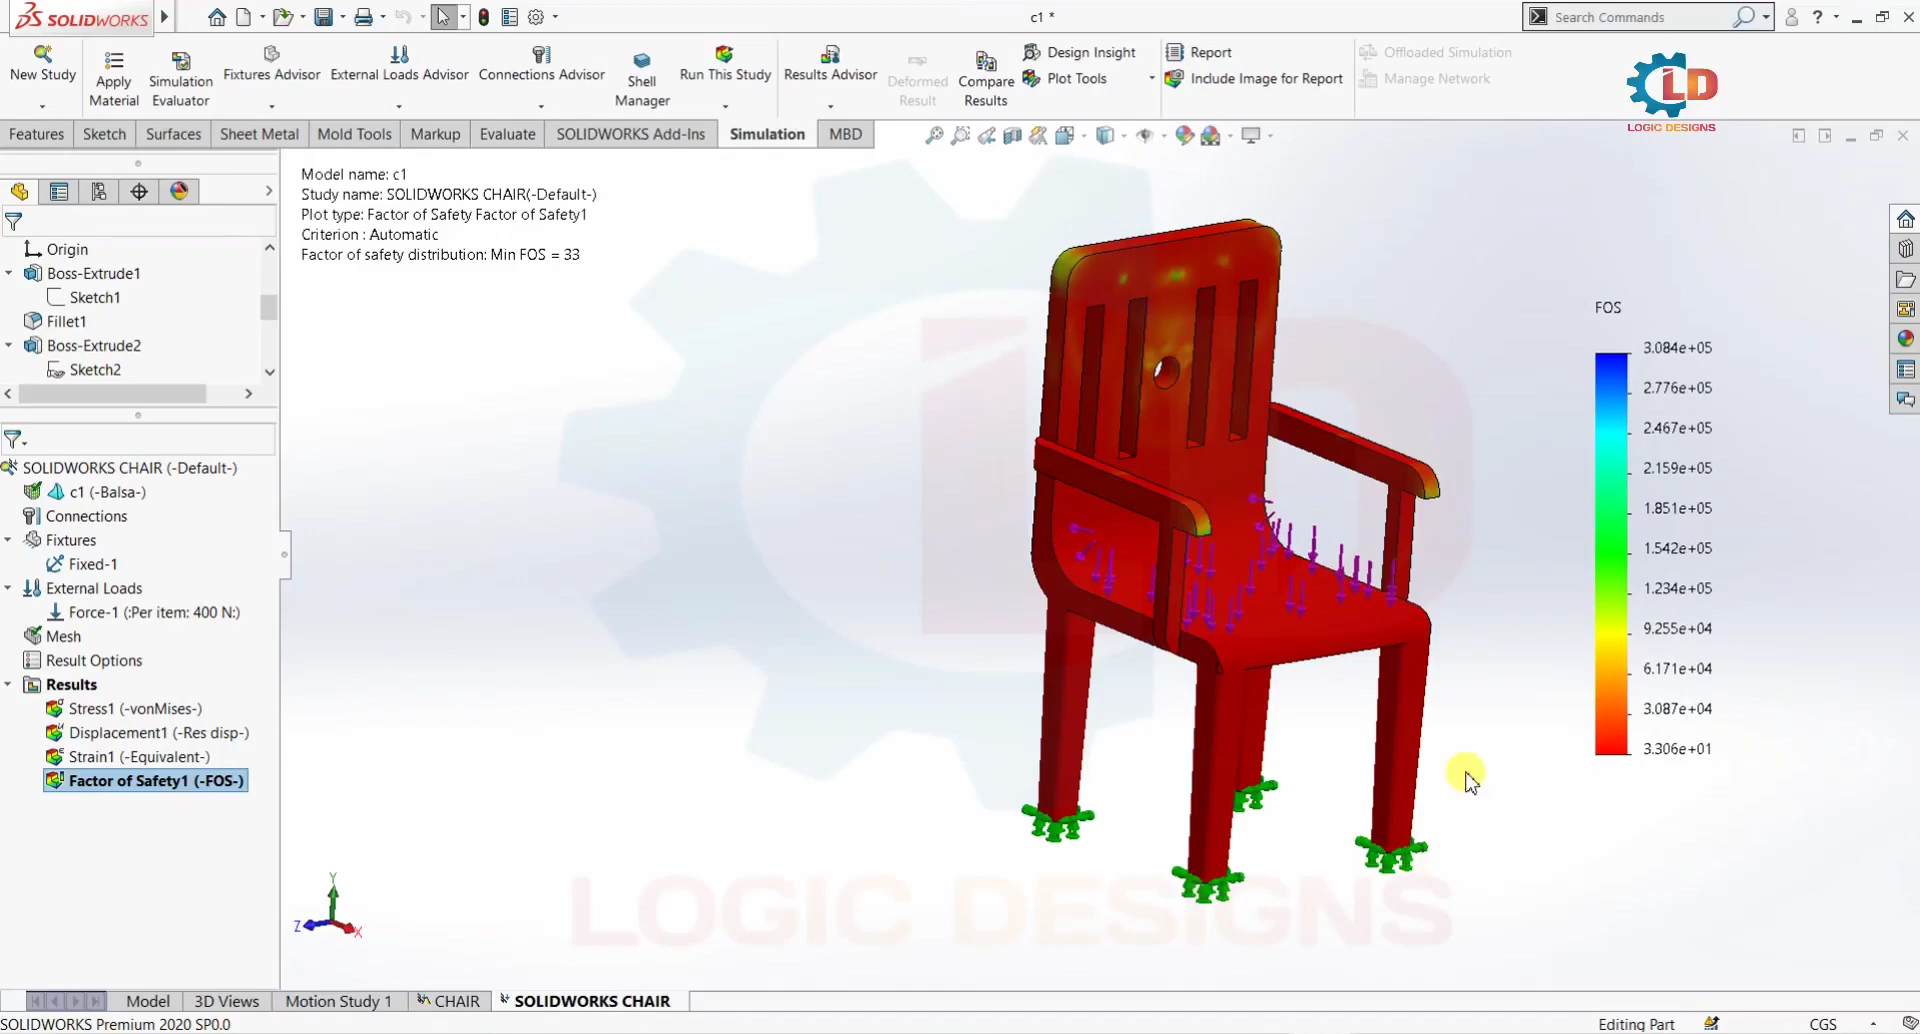 SOLIDWORKS
c1 *
Search Commands
New Study
Apply Material
Simulation Evaluator
Fixtures Advisor
External Loads Advisor
Connections Advisor
Shell Manager
Run This Study
Results Advisor
Deformed Result
Compare Results
Design Insight
Plot Tools
Report
Include Image for Report
Offloaded Simulation
Manage Network
LD
LOGIC DESIGNS
Features
Sketch
Surfaces
Sheet Metal
Mold Tools
Markup
Evaluate
SOLIDWORKS Add-Ins
Simulation
MBD
Model name: c1
Study name: SOLIDWORKS CHAIR(-Default-)
Plot type: Factor of Safety Factor of Safety1
Criterion : Automatic
Factor of safety distribution: Min FOS = 33
Origin
Boss-Extrude1
Sketch1
Fillet1
Boss-Extrude2
Sketch2
SOLIDWORKS CHAIR (-Default-)
c1 (-Balsa-)
Connections
Fixtures
Fixed-1
External Loads
Force-1 (:Per item: 400 N:)
Mesh
Result Options
Results
Stress1 (-vonMises-)
Displacement1 (-Res disp-)
Strain1 (-Equivalent-)
Factor of Safety1 (-FOS-)
FOS
3.084e+05
2.776e+05
2.467e+05
2.159e+05
1.851e+05
1.542e+05
1.234e+05
9.255e+04
6.171e+04
3.087e+04
3.306e+01
Y
Z
X
LOGIC DESIGNS
Model
3D Views
Motion Study 1
CHAIR
SOLIDWORKS CHAIR
SOLIDWORKS Premium 2020 SP0.0
Editing Part
CGS